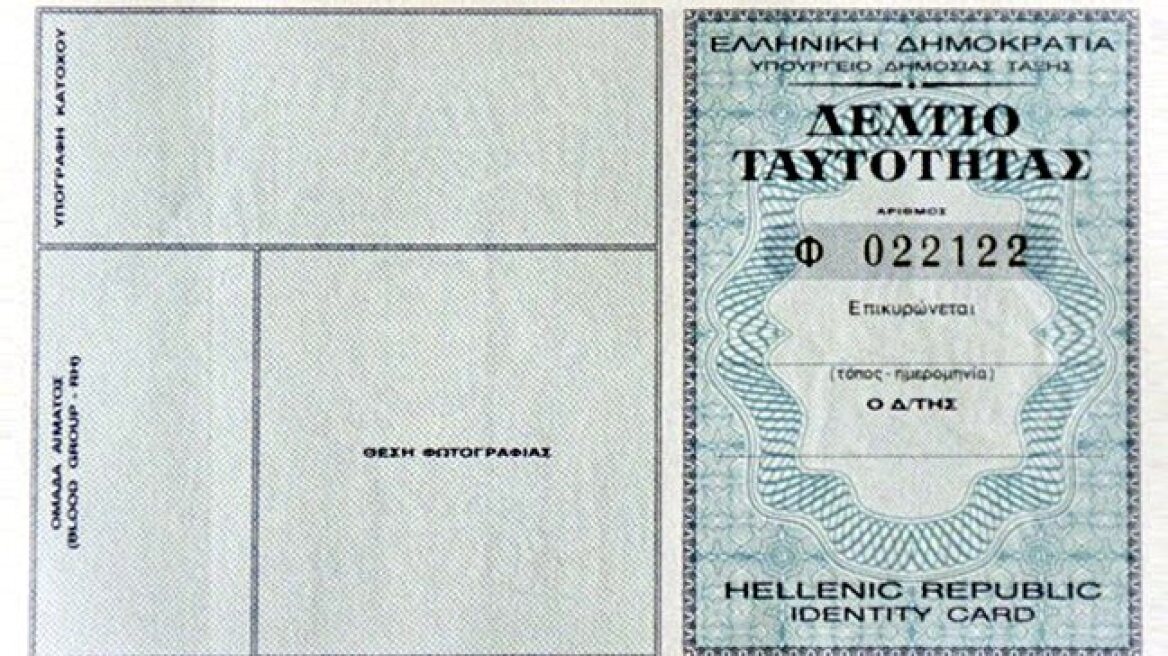 ΥΠΟΓΡΑΦΗ ΚΑΤΟΧΟΥ
ΟΜΑΔΑ ΑΙΜΑΤΟΣ
(BLOOD GROUP - RH)
ΘΕΣΗ ΦΩΤΟΓΡΑΦΙΑΣ
ΕΛΛΗΝΙΚΗ ΔΗΜΟΚΡΑΤΙΑ
ΥΠΟΥΡΓΕΙΟ ΔΗΜΟΣΙΑΣ ΤΑΞΗΣ
ΔΕΛΤΙΟ
ΤΑΥΤΟΤΗΤΑΣ
ΑΡΙΘΜΟΣ
Φ 022122
Επικυρώνεται
(τόπος - ημερομηνία)
Ο Δ/ΤΗΣ
HELLENIC REPUBLIC
IDENTITY CARD